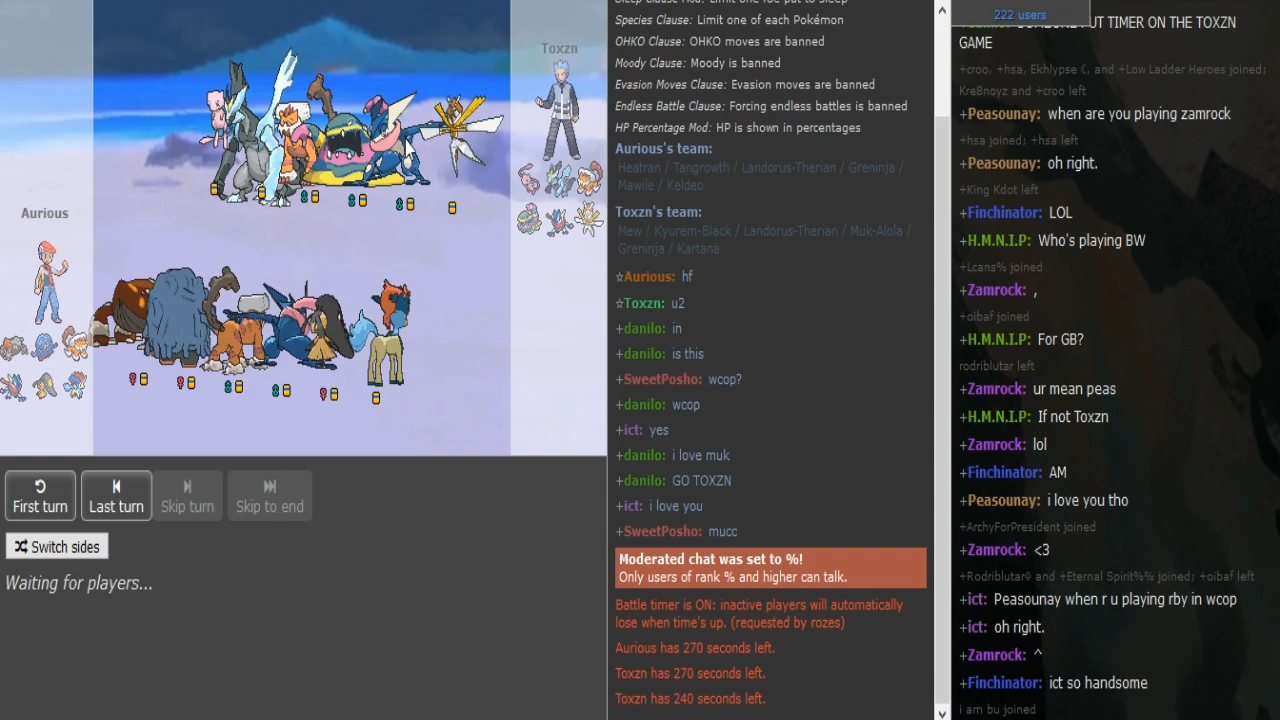 Toxzn
Aurious
First turn
Last turn
Skip turn
Skip to end
Switch sides
Waiting for players...
Species Clause: Limit one of each Pokémon
OHKO Clause: OHKO moves are banned
Moody Clause: Moody is banned
Evasion Moves Clause: Evasion moves are banned
Endless Battle Clause: Forcing endless battles is banned
HP Percentage Mod: HP is shown in percentages
Aurious's team:
Heatran / Tangrowth / Landorus-Therian / Greninja /
Mawile / Keldeo
Toxzn's team:
Mew / Kyurem-Black / Landorus-Therian / Muk-Alola /
Greninja / Kartana
☆Aurious: hf
☆Toxzn: u2
+danilo: in
+danilo: is this
+SweetPosho: wcop?
+danilo: wcop
+ict: yes
+danilo: i love muk
+danilo: GO TOXZN
+ict: i love you
+SweetPosho: mucc
Moderated chat was set to %!
Only users of rank % and higher can talk.
Battle timer is ON: inactive players will automatically
lose when time's up. (requested by rozes)
Aurious has 270 seconds left.
Toxzn has 270 seconds left.
Toxzn has 240 seconds left.
222 users
UT TIMER ON THE TOXZN
GAME
+croo, +hsa, Ekhlypse C, and +Low Ladder Heroes joined;
Kre8noyz and +croo left
+Peasounay: when are you playing zamrock
+hsa joined; +hsa left
+Peasounay: oh right.
+King Kdot left
+Finchinator: LOL
+H.M.N.I.P: Who's playing BW
+Lcans% joined
+Zamrock: ,
+oibaf joined
+H.M.N.I.P: For GB?
rodriblutar left
+Zamrock: ur mean peas
+H.M.N.I.P: If not Toxzn
+Zamrock: lol
+Finchinator: AM
+Peasounay: i love you tho
+ArchyForPresident joined
+Zamrock: <3
+Rodriblutar◊ and +Eternal Spirit%% joined; +oibaf left
+ict: Peasounay when r u playing rby in wcop
+ict: oh right.
+Zamrock: ^
+Finchinator: ict so handsome
i am bu joined